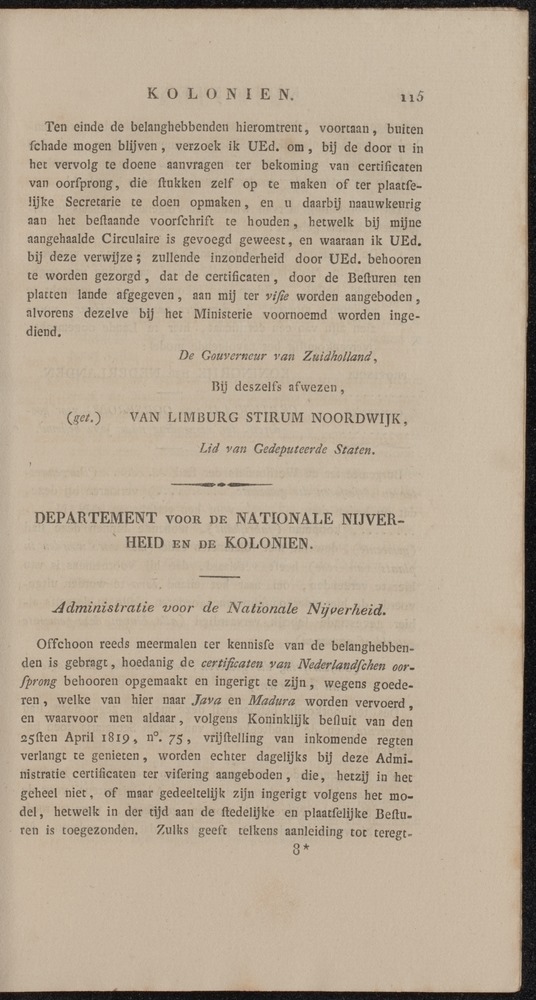 KOLONIEN. 115
Ten einde de belanghebbenden hieromtrent, voortaan, buiten
ſchade mogen blijven, verzoek ik UEd. om, bij de door u in
het vervolg te doene aanvragen ter bekoming van certificaten
van oorſprong, die ſtukken zelf op te maken of ter plaatſe-
lijke Secretarie te doen opmaken, en u daarbij naauwkeurig
aan het beſtaande voorſchrift te houden, hetwelk bij mijne
aangehaalde Circulaire is gevoegd geweest, en waaraan ik UEd.
bij deze verwijze; zullende inzonderheid door UEd. behooren
te worden gezorgd, dat de certificaten, door de Beſturen ten
platten lande afgegeven, aan mij ter viſie worden aangeboden,
alvorens dezelve bij het Ministerie voornoemd worden inge-
diend.
De Gouverneur van Zuidholland,
Bij deszelfs afwezen,
(get.) VAN LIMBURG STIRUM NOORDWIJK,
Lid van Gedeputeerde Staten.
DEPARTEMENT VOOR DE NATIONALE NIJVER-
HEID EN DE KOLONIEN.
Administratie voor de Nationale Nijverheid.
Offchoon reeds meermalen ter kennisſe van de belanghebben-
den is gebragt, hoedanig de certificaten van Nederlandſchen oor-
ſprong behooren opgemaakt en ingerigt te zijn, wegens goede-
ren, welke van hier naar Java en Madura worden vervoerd,
en waarvoor men aldaar, volgens Koninklijk beſluit van den
25ſten April 1819, n°. 75, vrijſtelling van inkomende regten
verlangt te genieten, worden echter dagelijks bij deze Admi-
nistratie certificaten ter viſering aangeboden, die, hetzij in het
geheel niet, of maar gedeeltelijk zijn ingerigt volgens het mo-
del, hetwelk in der tijd aan de ſtedelijke en plaatſelijke Beſtu-
ren is toegezonden. Zulks geeft telkens aanleiding tot teregt-
8*